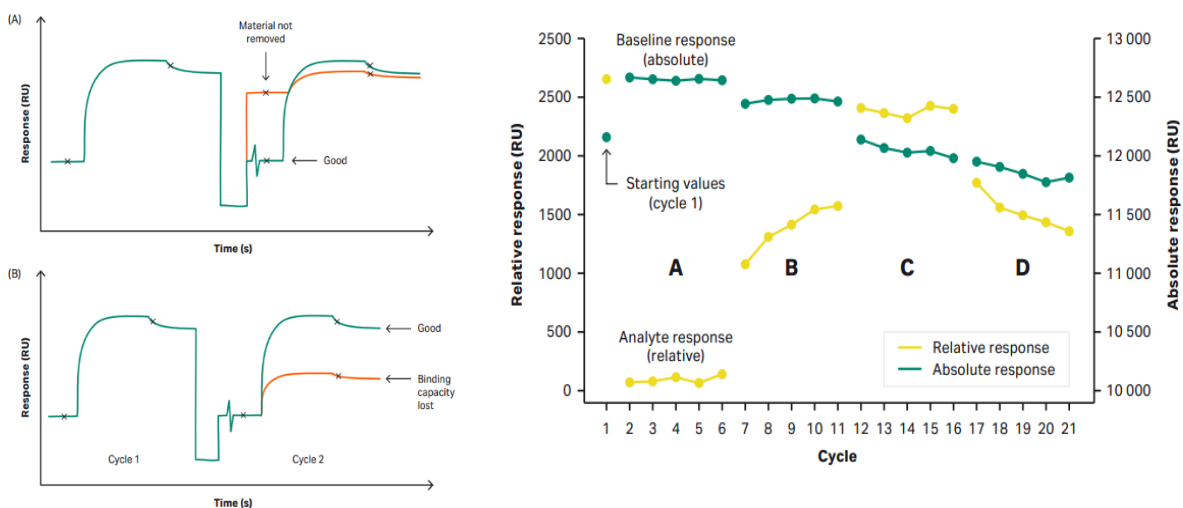 (A)
Material not
removed
Response (RU)
Good
Time (s)
(B)
Response (RU)
Good
Binding
capacity
lost
Cycle 1
Cycle 2
Time (s)
Relative response (RU)
2500
2500
2000
1500
1000
500
0
Baseline response
(absolute)
Starting values
(cycle 1)
A
B
C
D
Analyte response
(relative)
Relative response
Absolute response
13 000
12 500
12 000
11 500
11 000
10 500
10 000
Absolute response (RU)
1 2 3 4 5 6 7 8 9 10 11 12 13 14 15 16 17 18 19 20 21
Cycle